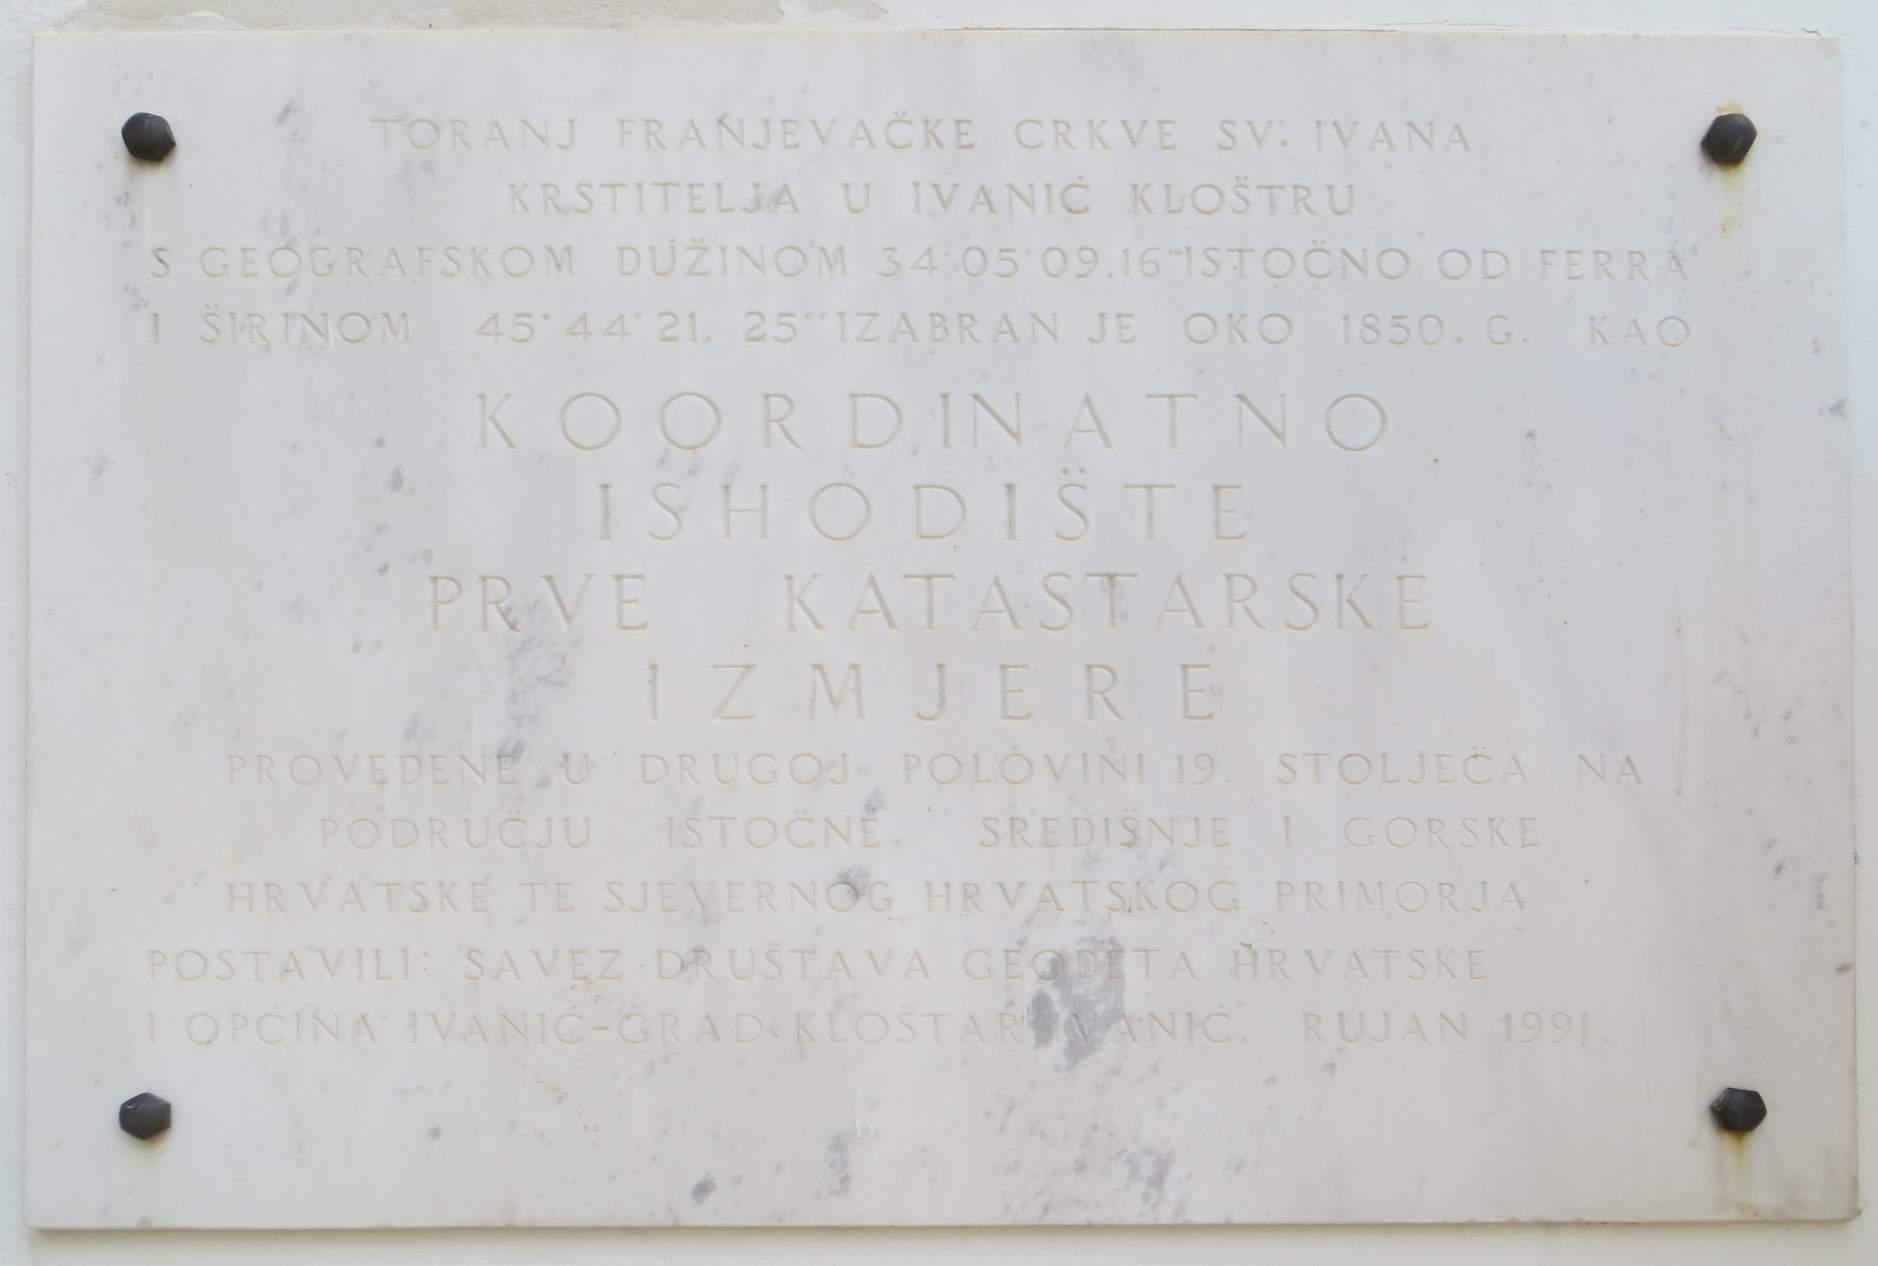 TORANJ FRANJEVAČKE CRKVE SV. IVANA
KRSTITELJA U IVANIĆ KLOŠTRU
S GEOGRAFSKOM DUŽINOM 34°05'09.16"ISTOČNO OD FERRA
I ŠIRINOM 45°44'21. 25"IZABRAN JE OKO 1850. G. KAO
KOORDINATNO
ISHODIŠTE
PRVE KATASTARSKE
IZMJERE
PROVEDENE U DRUGOJ POLOVINI 19. STOLJEČA NA
PODRUČJU ISTOČNE, SREDIŠNJE I GORSKE
HRVATSKE TE SJEVERNOG HRVATSKOG PRIMORJA
POSTAVILI: SAVEZ DRUŠTAVA GEODETA HRVATSKE
I OPĆINA IVANIĆ-GRAD KLOŠTAR IVANIĆ. RUJAN 1991.